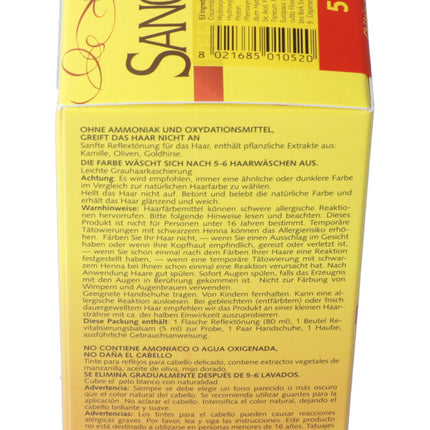 SANO
8 021685 010520
5
OHNE AMMONIAK UND OXYDATIONSMITTEL,
GREIFT DAS HAAR NICHT AN
Sanfte Reflextönung für das Haar, enthält pflanzliche Extrakte aus:
Kamille, Oliven, Goldhirse.
DIE FARBE WÄSCHT SICH NACH 5-6 HAARWÄSCHEN AUS.
Leichte Grauhaarkaschierung.
Achtung: Es wird empfohlen, immer eine ähnliche oder dunklere Farbe
im Vergleich zur natürlichen Haarfarbe zu wählen.
Hellt das Haar nicht auf. Betont und belebt die natürliche Farbe und
erhält das Haar glänzend und weich.
Warnhinweise: Haarfärbemittel können schwere allergische Reaktio-
nen hervorrufen. Bitte folgende Hinweise lesen und beachten: Dieses
Produkt ist nicht für Personen unter 16 Jahren bestimmt. Temporäre
Tätowierungen mit schwarzem Henna können das Allergierisiko erhö-
hen. Färben Sie Ihr Haar nicht, — wenn Sie einen Ausschlag im Gesicht
haben oder wenn Ihre Kopfhaut empfindlich, gereizt oder verletzt ist,
— wenn Sie schon einmal nach dem Färben Ihrer Haare eine Reaktion
festgestellt haben, — wenn eine temporäre Tätowierung mit schwar-
zem Henna bei Ihnen schon einmal eine Reaktion verursacht hat. Nach
Anwendung Haare gut spülen. Sofort Augen spülen, falls das Erzeugnis
mit den Augen in Berührung gekommen ist. Nicht zur Färbung von
Wimpern und Augenbrauen verwenden.
Geeignete Handschuhe tragen. Von Kindern fernhalten. Kann eine al-
lergische Reaktion auslösen. Bei gebleichtem (entfärbtem) oder frisch
dauergewelltem Haar empfehlen wir das Produkt an einer kleinen Haar-
strähne mit ca. der halben Einwirkzeit auszuprobieren.
Diese Packung enthält: 1 Flasche Reflextönung (80 ml), 1 Beutel Re-
vitalisierungsbalsam (5 ml) zur Probe, 1 Paar Handschuhe, 1 Haube,
ausführliche Gebrauchsanweisung.
NO CONTIENE AMONIACO O AGUA OXIGENADA,
NO DAÑA EL CABELLO
Tinte para reflejos para cabello delicado, contiene extractos vegetales de
manzanilla, aceite de oliva, mijo dorado.
SE ELIMINA GRADUALMENTE DESPUÉS DE 5-6 LAVADOS.
Cubre el pelo blanco con naturalidad.
Advertencia: Siempre se debe elegir un tono parecido o más oscuro
que el color natural del cabello. Se recomienda utilizar guantes para la
aplicación. No aclarar el cabello. Intensifica el color natural, dejando el
cabello brillante y suave.
Advertencias: Los tintes para el cabello pueden causar reacciones
alérgicas graves. Por favor, lea y siga las instrucciones. Este producto
no está destinado a utilizarse en personas menores de 16 años. Tatuajes